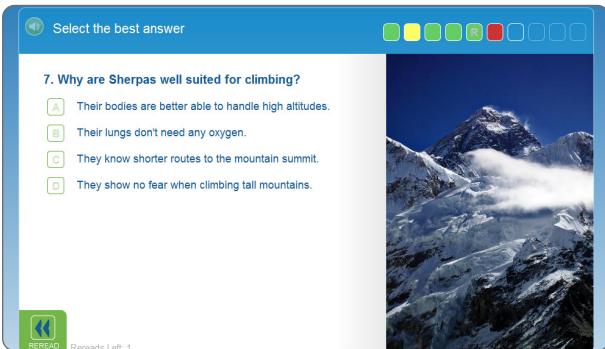 Select the best answer
R
7. Why are Sherpas well suited for climbing?
A Their bodies are better able to handle high altitudes.
B Their lungs don't need any oxygen.
C They know shorter routes to the mountain summit.
D They show no fear when climbing tall mountains.
REREAD
Rereads Left: 1